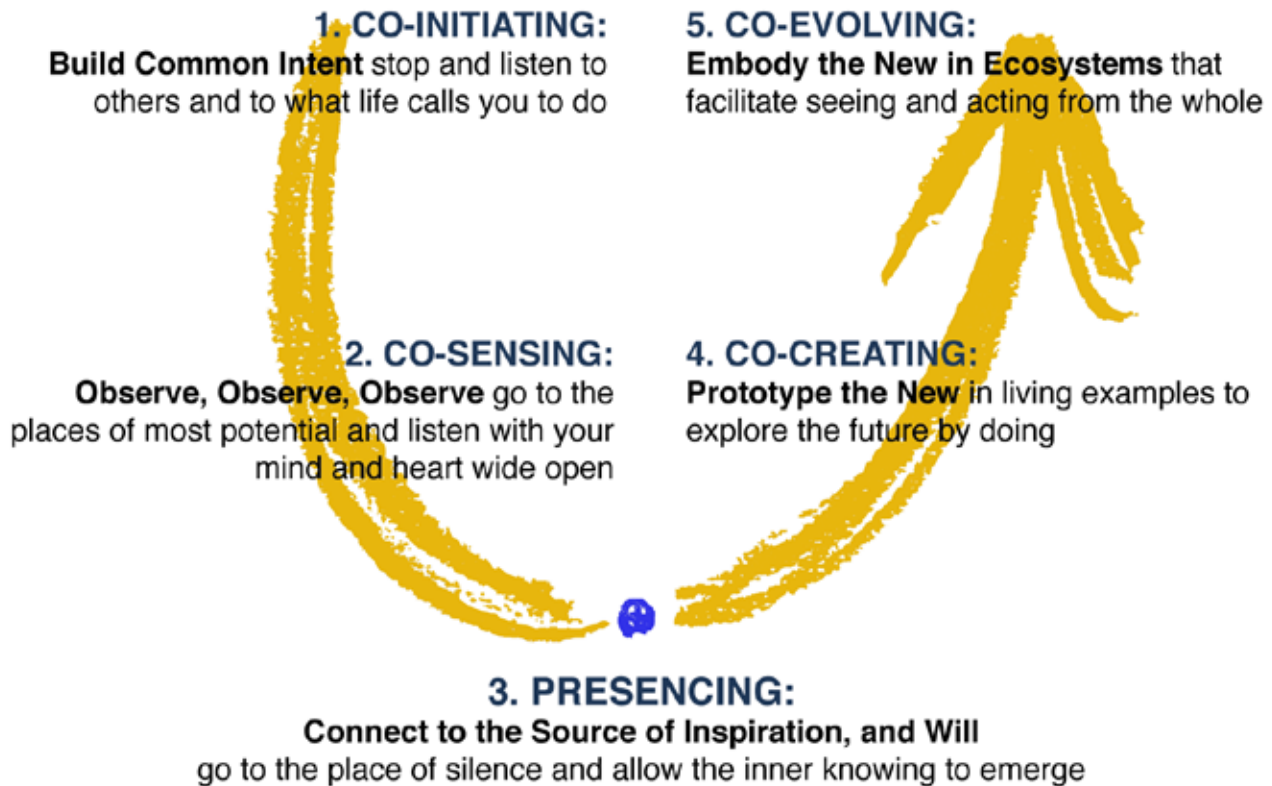 1. CO-INITIATING:
Build Common Intent stop and listen to
others and to what life calls you to do
2. CO-SENSING:
Observe, Observe, Observe go to the
places of most potential and listen with your
mind and heart wide open
3. PRESENCING:
Connect to the Source of Inspiration, and Will
go to the place of silence and allow the inner knowing to emerge
4. CO-CREATING:
Prototype the New in living examples to
explore the future by doing
5. CO-EVOLVING:
Embody the New in Ecosystems that
facilitate seeing and acting from the whole